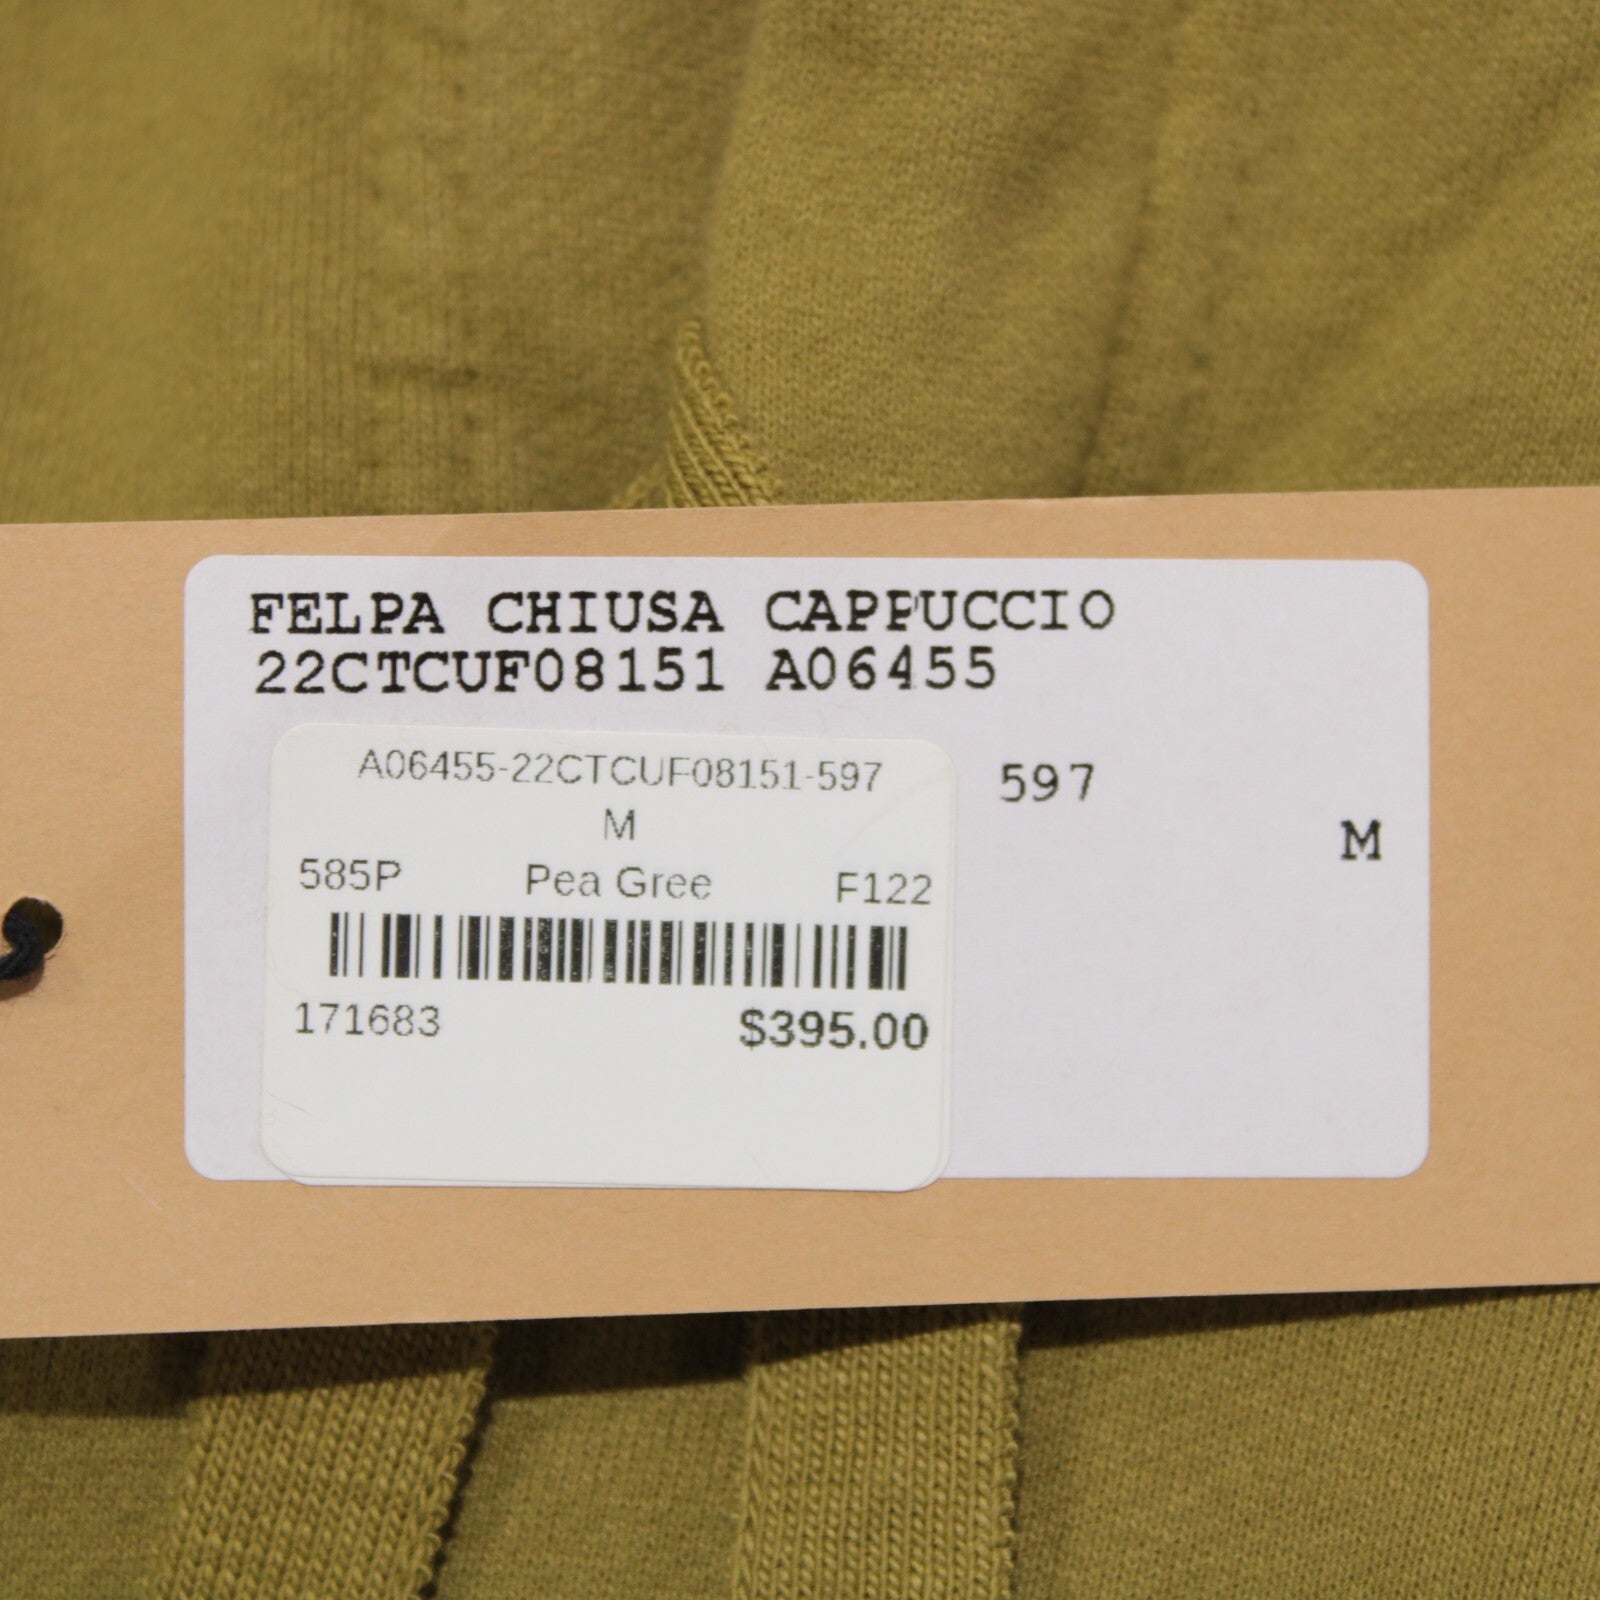 FELPA CHIUSA CAPPUCCIO
22CTCUF08151 A06455
597
M
A06455-22CTCUF08151-597
M
585P Pea Gree F122
171683 $395.00